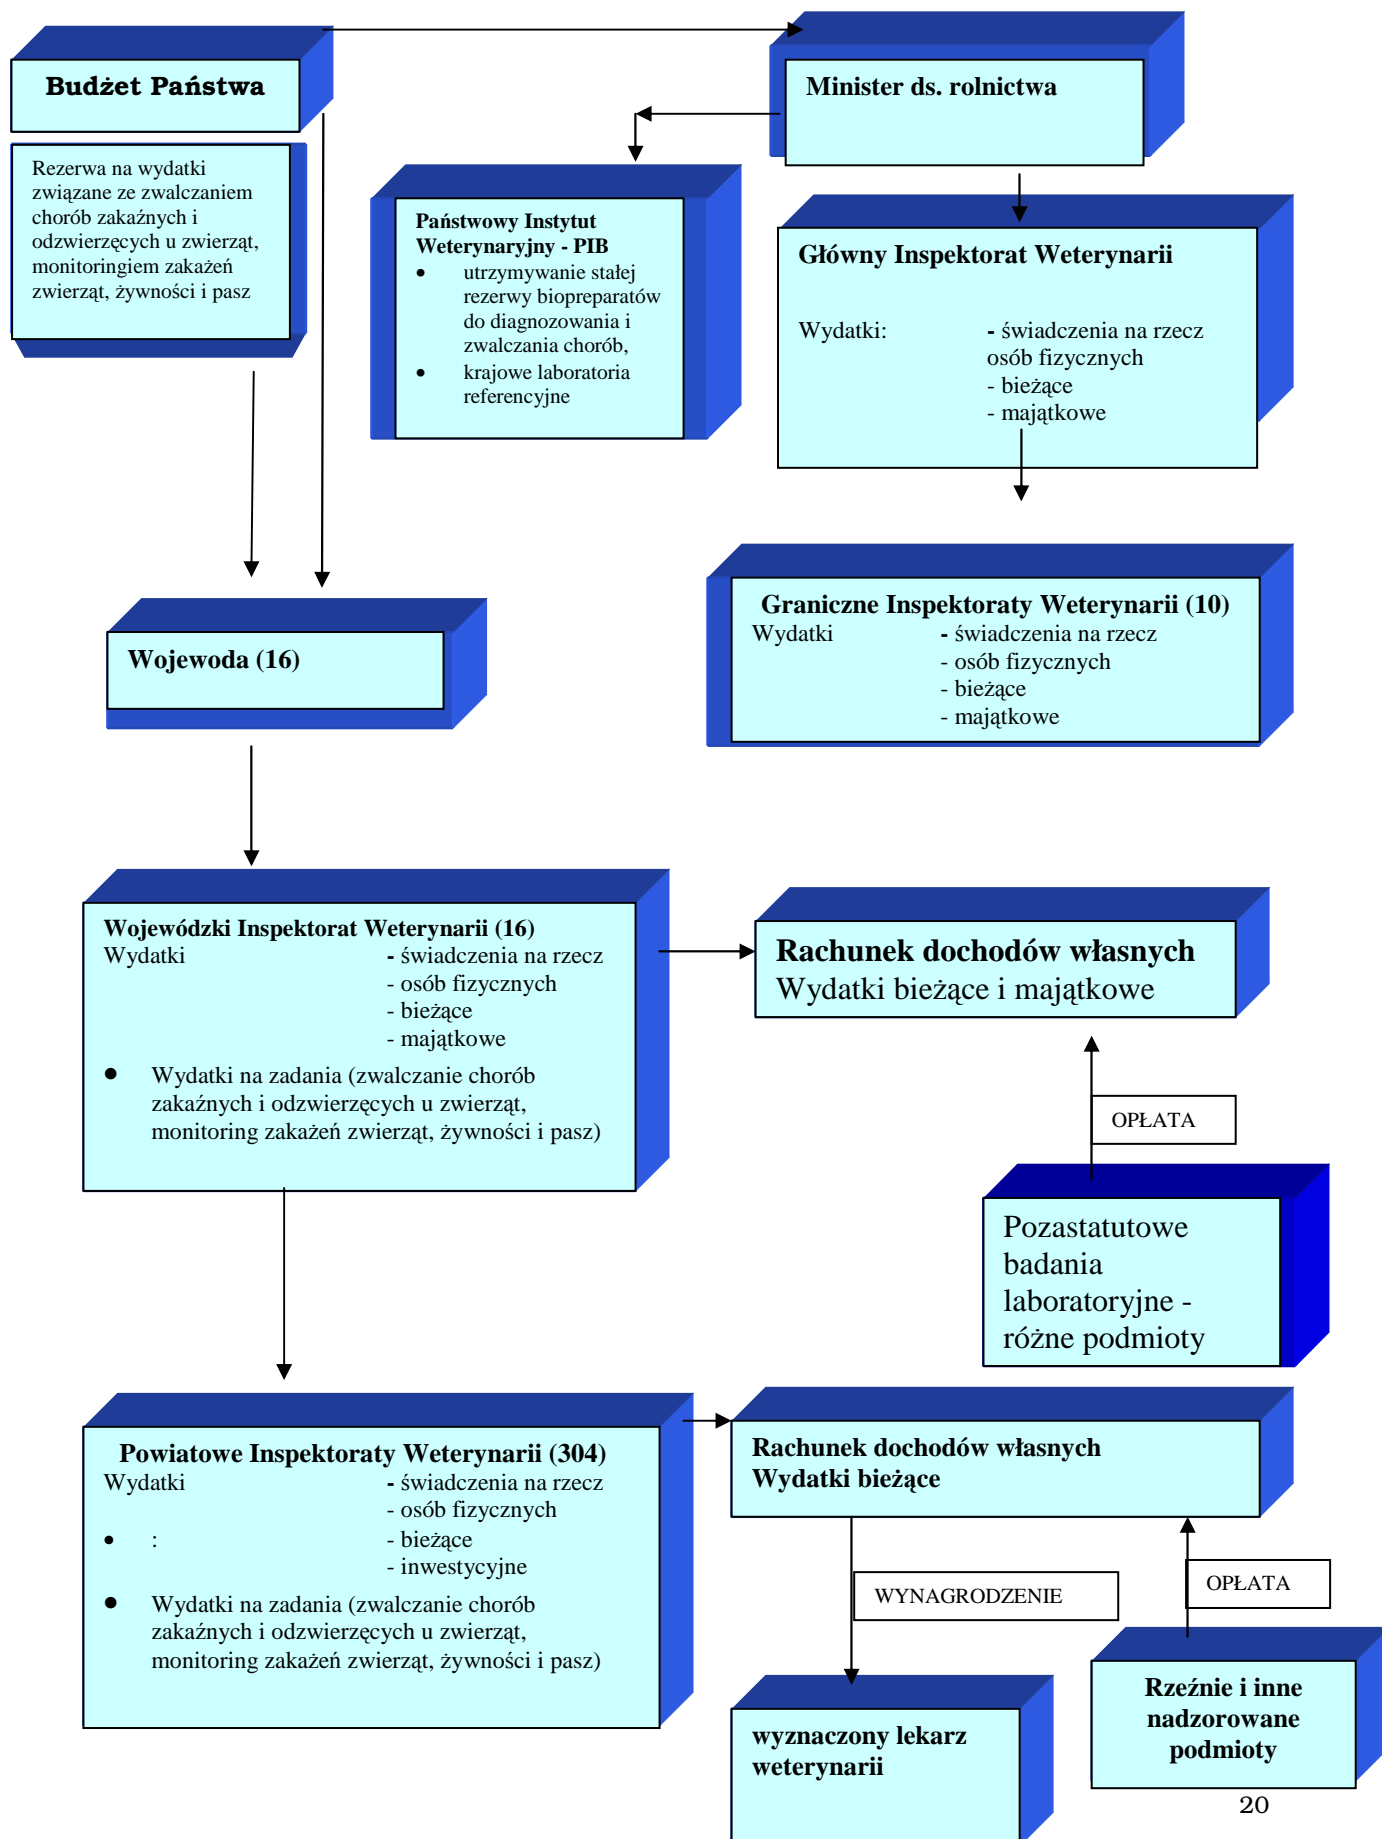 Budżet Państwa
Minister ds. rolnictwa
Rezerwa na wydatki
związane ze zwalczaniem
chorób zakaźnych i
odzwierzęcych u zwierząt,
monitoringiem zakażeń
zwierząt, żywności i pasz
Państwowy Instytut
Weterynaryjny - PIB
• utrzymywanie stałej
rezerwy biopreparatów
do diagnozowania i
zwalczania chorób,
• krajowe laboratoria
referencyjne
Główny Inspektorat Weterynarii
Wydatki: - świadczenia na rzecz
osób fizycznych
- bieżące
- majątkowe
Graniczne Inspektoraty Weterynarii (10)
Wydatki - świadczenia na rzecz
- osób fizycznych
- bieżące
- majątkowe
Wojewoda (16)
Wojewódzki Inspektorat Weterynarii (16)
Wydatki - świadczenia na rzecz
- osób fizycznych
- bieżące
- majątkowe
• Wydatki na zadania (zwalczanie chorób
zakaźnych i odzwierzęcych u zwierząt,
monitoring zakażeń zwierząt, żywności i pasz)
Rachunek dochodów własnych
Wydatki bieżące i majątkowe
OPŁATA
Pozastatutowe
badania
laboratoryjne -
różne podmioty
Powiatowe Inspektoraty Weterynarii (304)
Wydatki - świadczenia na rzecz
- osób fizycznych
• : - bieżące
- inwestycyjne
• Wydatki na zadania (zwalczanie chorób
zakaźnych i odzwierzęcych u zwierząt,
monitoring zakażeń zwierząt, żywności i pasz)
Rachunek dochodów własnych
Wydatki bieżące
WYNAGRODZENIE
OPŁATA
wyznaczony lekarz
weterynarii
Rzeźnie i inne
nadzorowane
podmioty
20